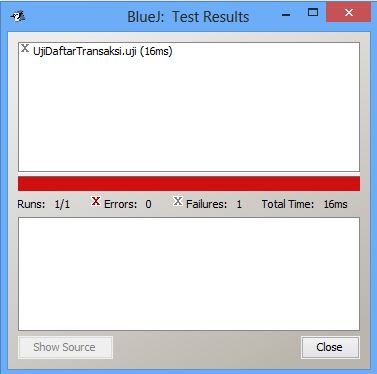 BlueJ: Test Results
X UjiDaftarTransaksi.uji (16ms)
Runs: 1/1 X Errors: 0 X Failures: 1 Total Time: 16ms
Show Source Close